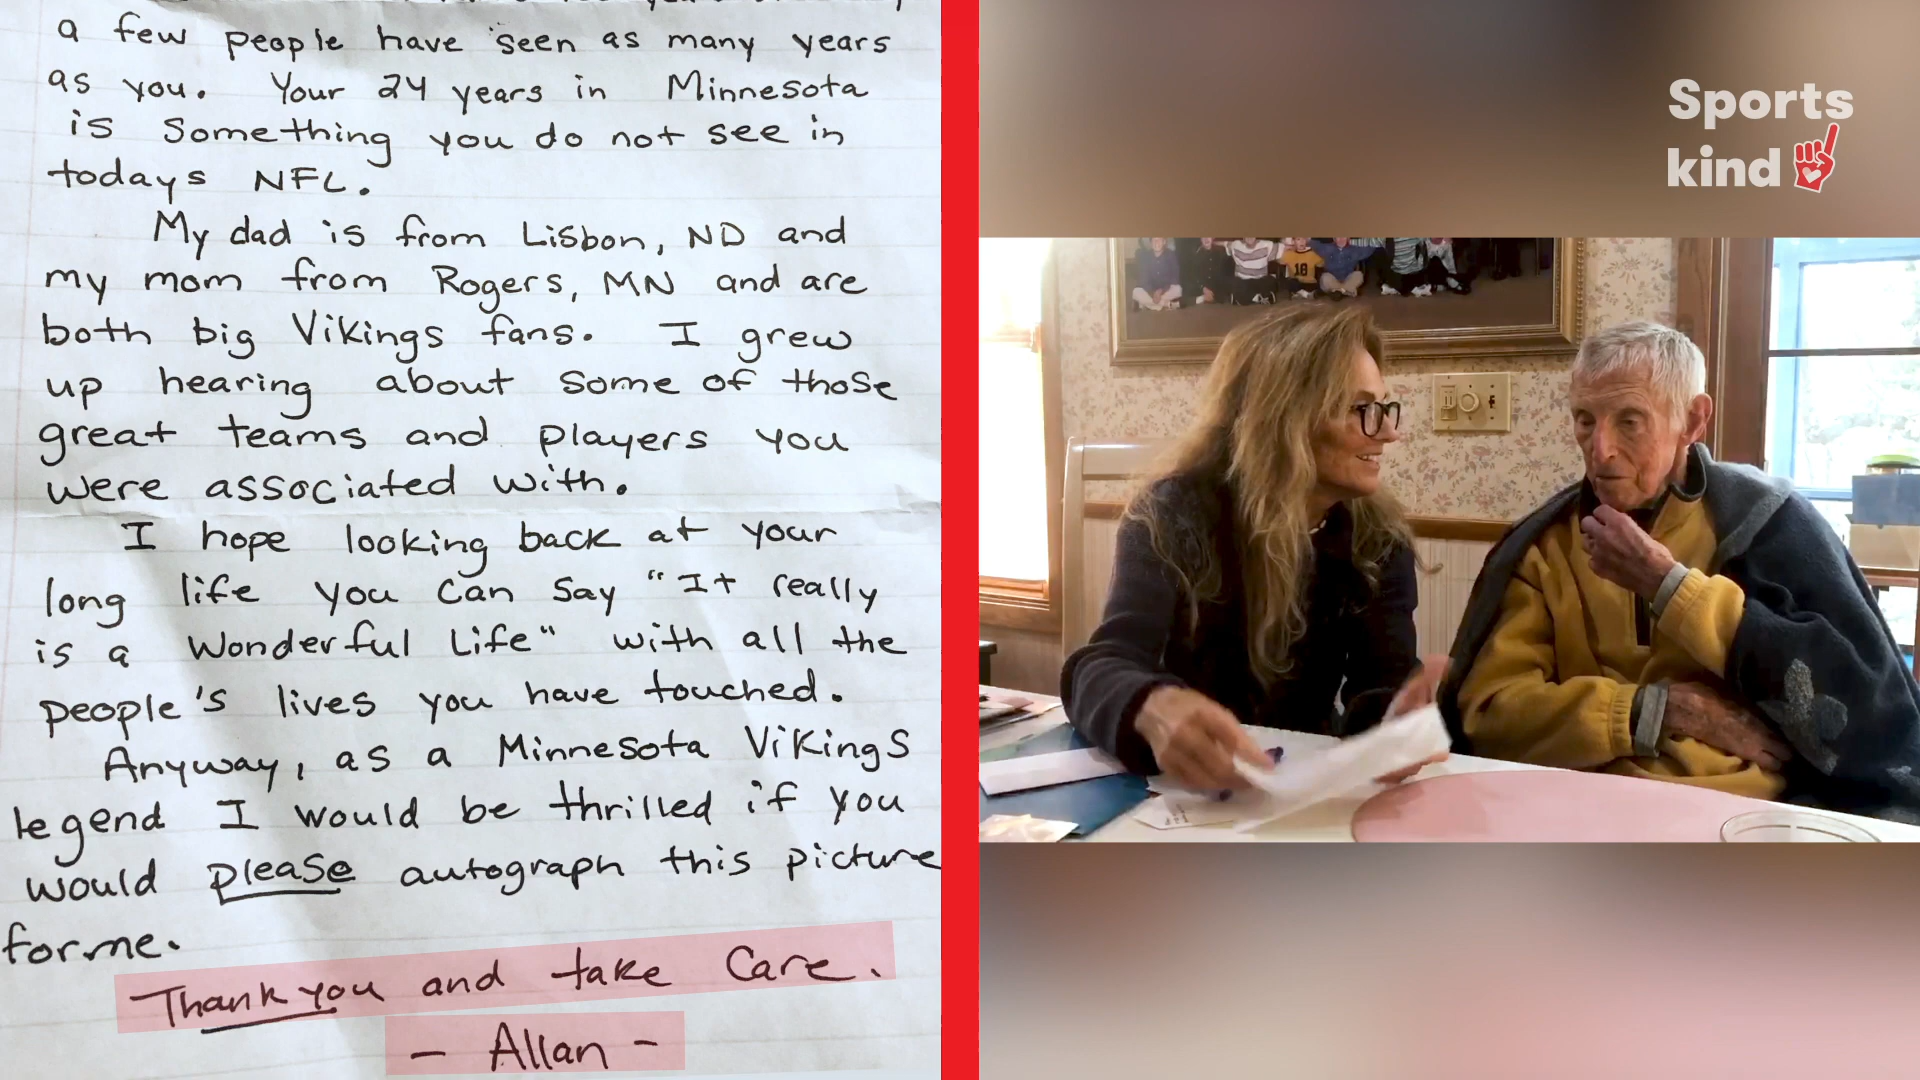 a few people have seen as many years
as you. Your 24 years in Minnesota
is something you do not see in
todays NFL.
My dad is from Lisbon, ND and
my mom from Rogers, MN and are
both big Vikings fans. I grew
up hearing about some of those
great teams and players you
were associated with.
I hope looking back at your
long life you can say "It really
is a wonderful life" with all the
people's lives you have touched.
Anyway, as a Minnesota Vikings
legend I would be thrilled if you
would please autograph this picture
for me.
Thank you and take care.
- Allan -
Sports
kind
18